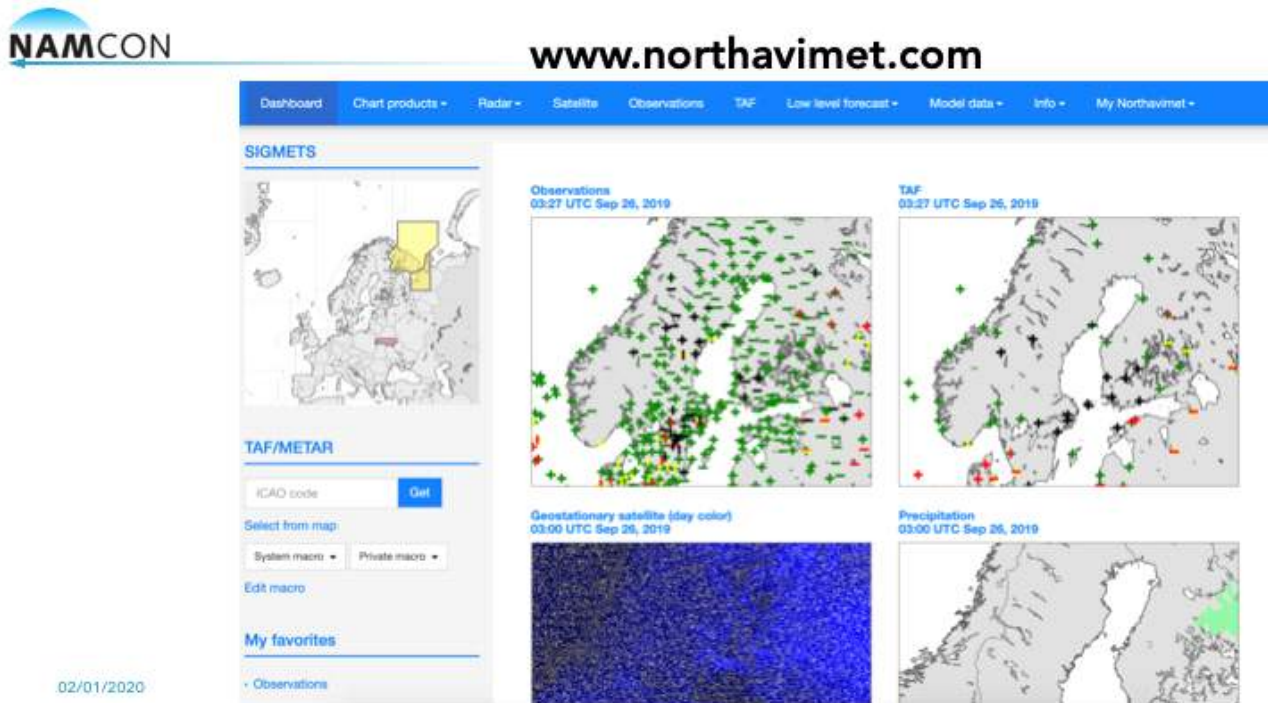 NAMCON
www.northavimet.com
Dashboard Chart products Radar Satellite Observations TAF Low level forecast Model data Info My Northavimet
SIGMETS
Observations
03:27 UTC Sep 26, 2019
TAF
03:27 UTC Sep 26, 2019
TAF/METAR
ICAO code Get
Select from map
System macro Private macro
Edit macro
Geostationary satellite (day color)
03:00 UTC Sep 26, 2019
Precipitation
03:00 UTC Sep 26, 2019
My favorites
- Observations
02/01/2020